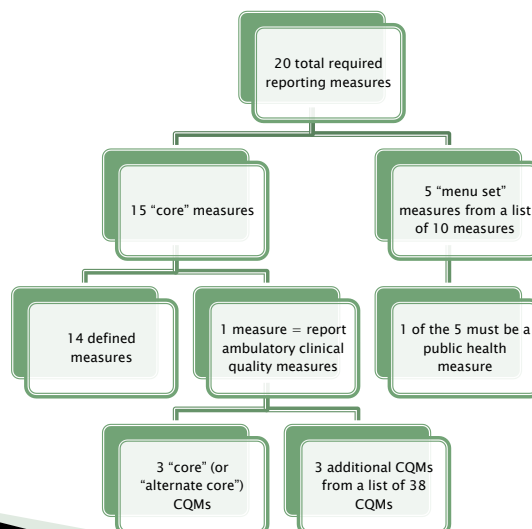 20 total required
reporting measures
15 “core” measures
5 “menu set”
measures from a list
of 10 measures
14 defined
measures
1 measure = report
ambulatory clinical
quality measures
1 of the 5 must be a
public health
measure
3 “core” (or
“alternate core”)
CQMs
3 additional CQMs
from a list of 38
CQMs